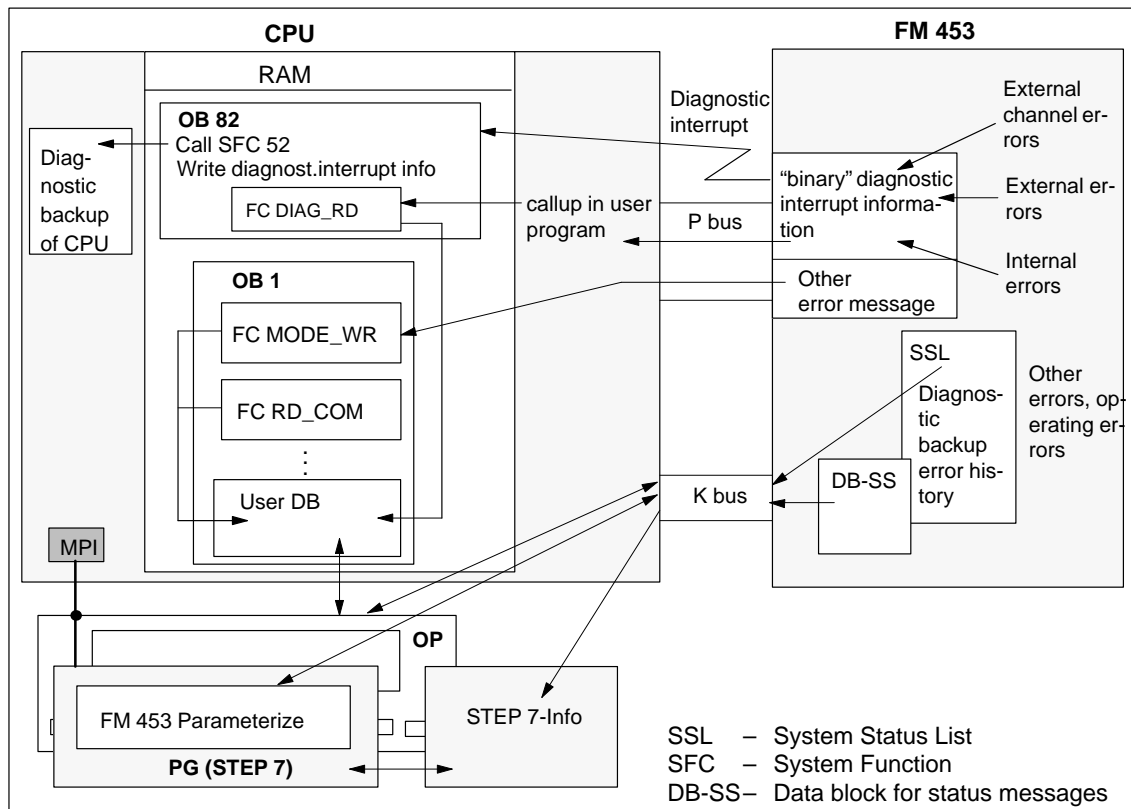 CPU
FM 453
RAM
OB 82
Call SFC 52
Write diagnost.interrupt info
FC DIAG_RD
Diag-
nostic
backup
of CPU
Diagnostic
interrupt
External
channel er-
rors
“binary” diagnostic
interrupt informa-
tion
External er-
rors
callup in user
program
P bus
Internal
errors
OB 1
Other
error message
FC MODE_WR
FC RD_COM
User DB
SSL
Diagnos-
tic
backup
error his-
tory
Other
errors, op-
erating er-
rors
K bus
DB-SS
MPI
OP
FM 453 Parameterize
PG (STEP 7)
STEP 7-Info
SSL – System Status List
SFC – System Function
DB-SS – Data block for status messages